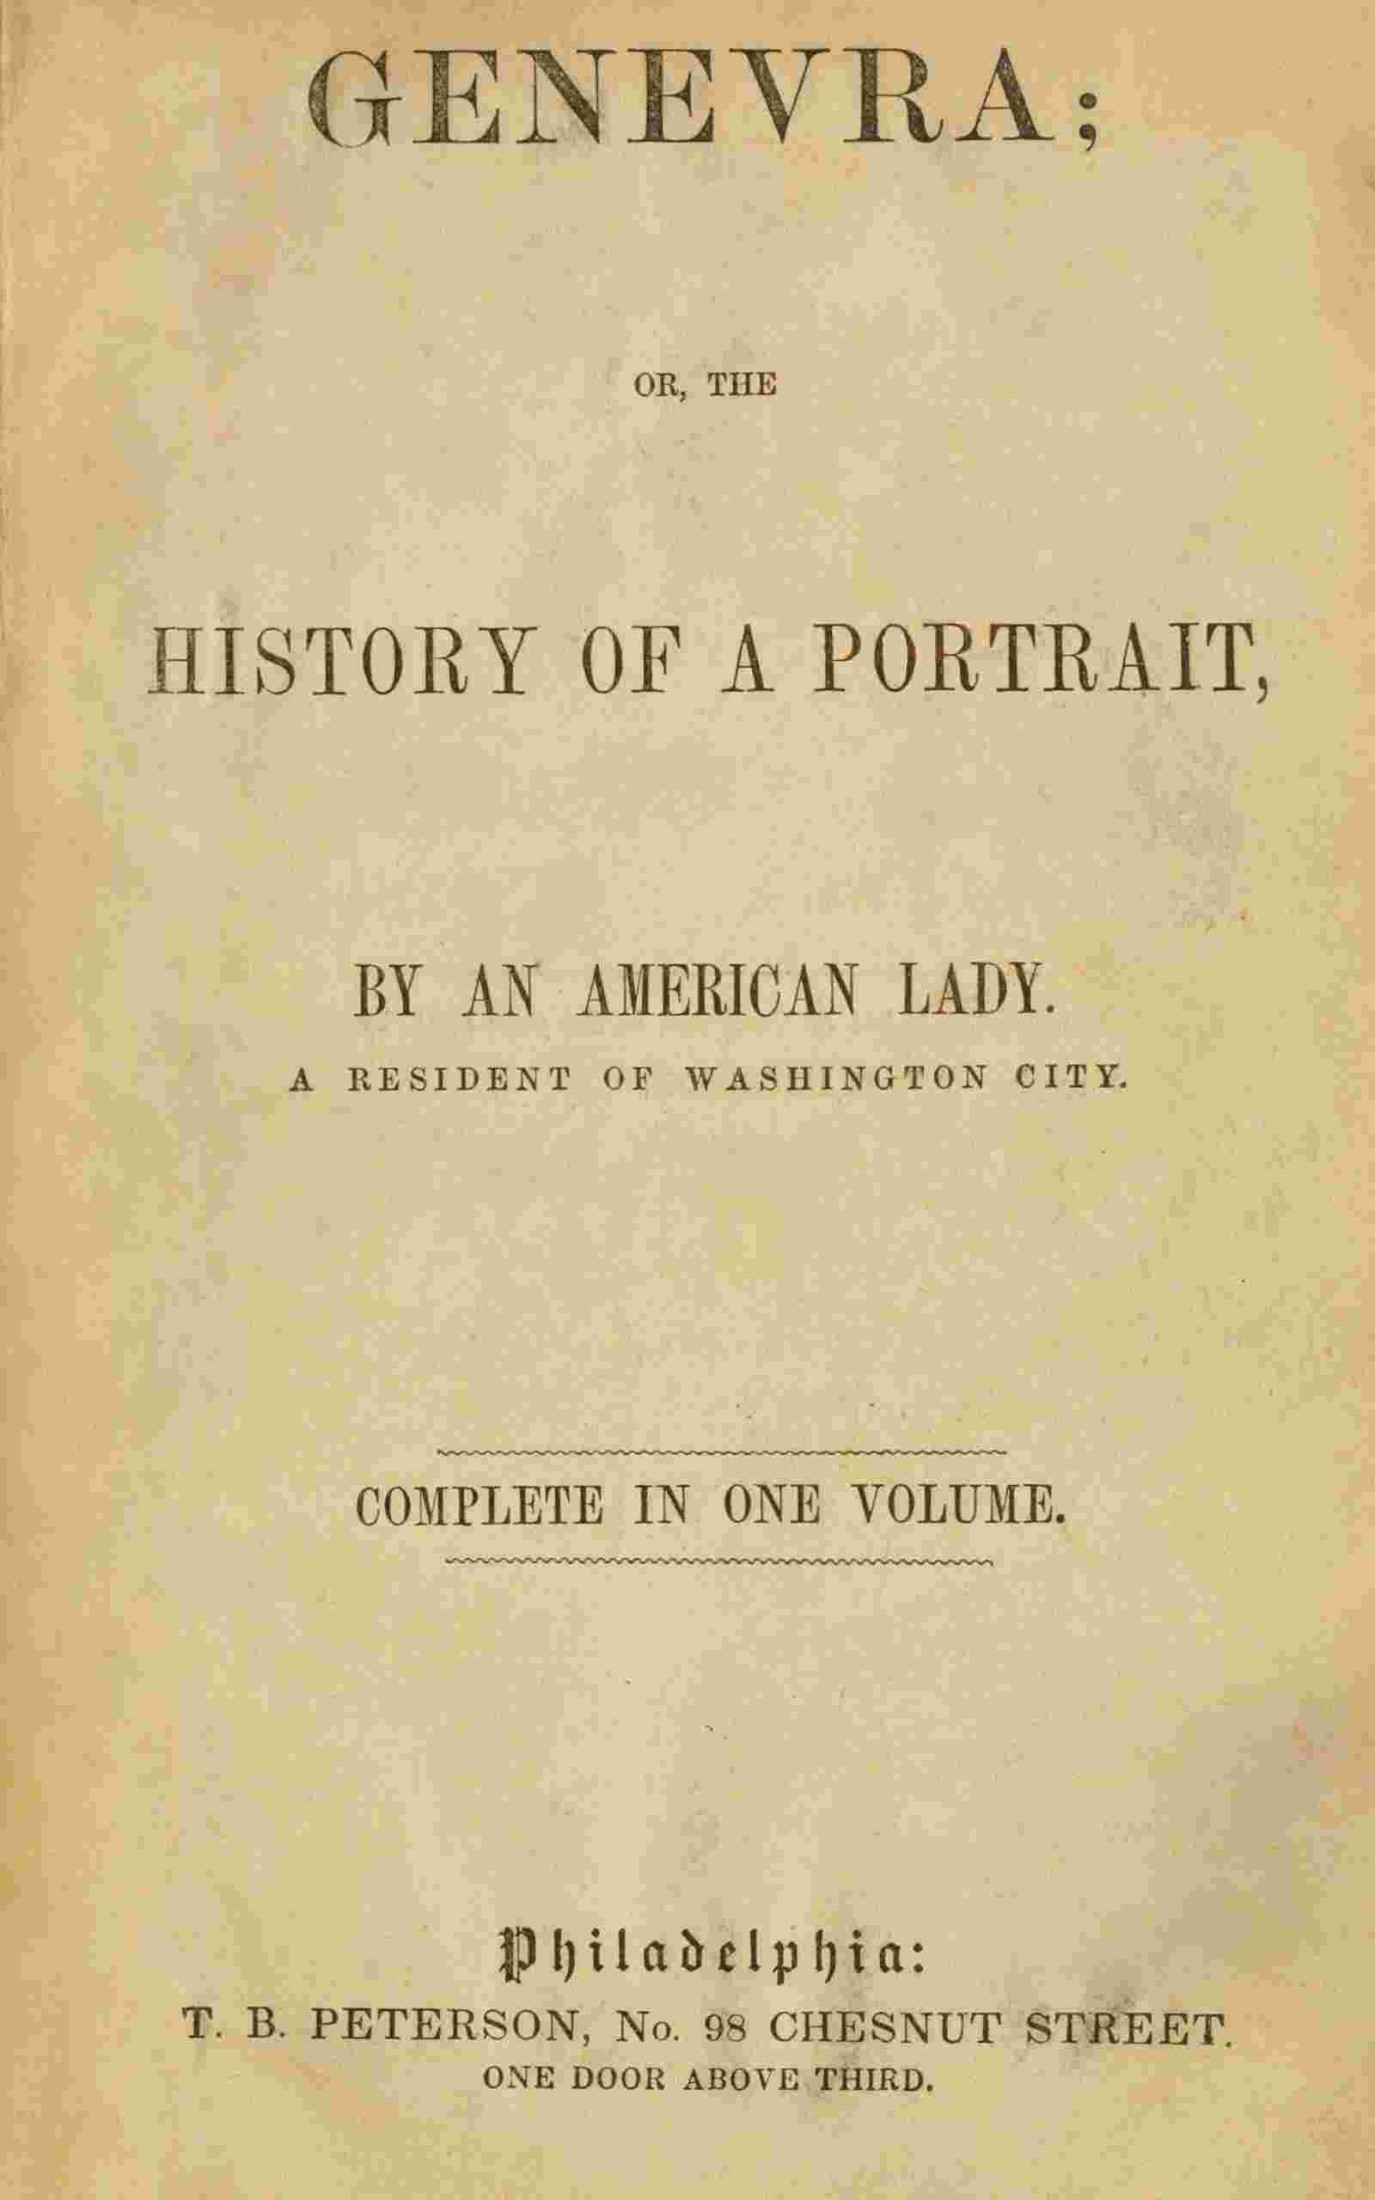 GENEVRA;
OR, THE
HISTORY OF A PORTRAIT,
BY AN AMERICAN LADY.
A RESIDENT OF WASHINGTON CITY.
COMPLETE IN ONE VOLUME.
Philadelphia:
T. B. PETERSON, No. 98 CHESNUT STREET.
ONE DOOR ABOVE THIRD.